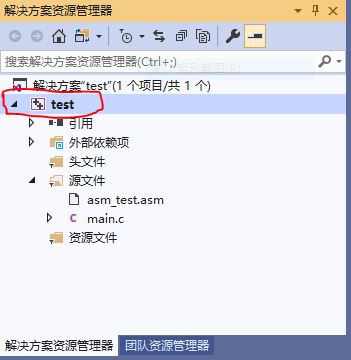 解决方案资源管理器
搜索解决方案资源管理器(Ctrl+;)
解决方案"test"(1 个项目/共 1 个)
test
引用
外部依赖项
头文件
源文件
asm_test.asm
main.c
资源文件
解决方案资源管理器 团队资源管理器